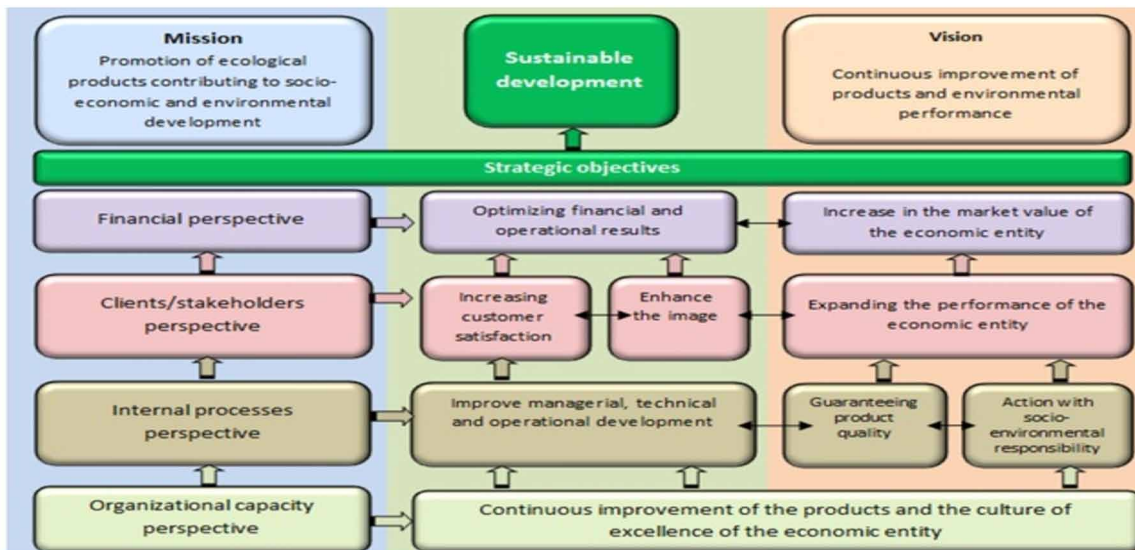 Mission
Promotion of ecological
products contributing to socio-
economic and environmental
development
Sustainable
development
Vision
Continuous improvement of
products and environmental
performance
Strategic objectives
Financial perspective
Optimizing financial and
operational results
Increase in the market value of
the economic entity
Clients/stakeholders
perspective
Increasing
customer
satisfaction
Enhance
the image
Expanding the performance of the
economic entity
Internal processes
perspective
Improve managerial, technical
and operational development
Guaranteeing
product
quality
Action with
socio-
environmental
responsibility
Organizational capacity
perspective
Continuous improvement of the products and the culture of
excellence of the economic entity